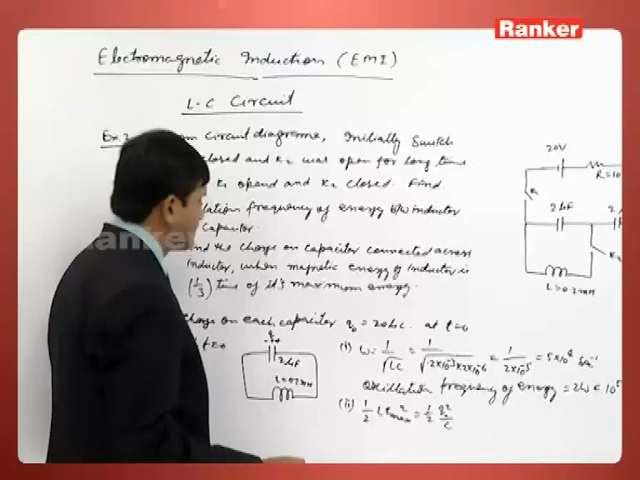 Ranker
Electromagnetic Induction (EMI)
L-C Circuit
Circuit diagrame, Initially Switch
closed and K₂ was open for long time
K₁ opend and K₂ closed. Find
frequency of energy b/w inductor
Capacitor
the charge on capacitor connected across
inductor, when magnetic energy of inductor is
(1/3) time of it's maximum energy.
charge on each capacitor q₀ = 20μC at t=0
t=0
2μF
L=0.2mH
(i) ω = 1/√LC = 1/√(.2×10⁻³×2×10⁻⁶) = 1/(2×10⁻⁵) = 5×10⁴
Oscillation frequency of energy = 2ω = 10⁵
(ii) 1/2 L I²max = 1/2 q₀²/C
20V
R=10
K₁
2μF
K₂
L=0.2mH
Ranker